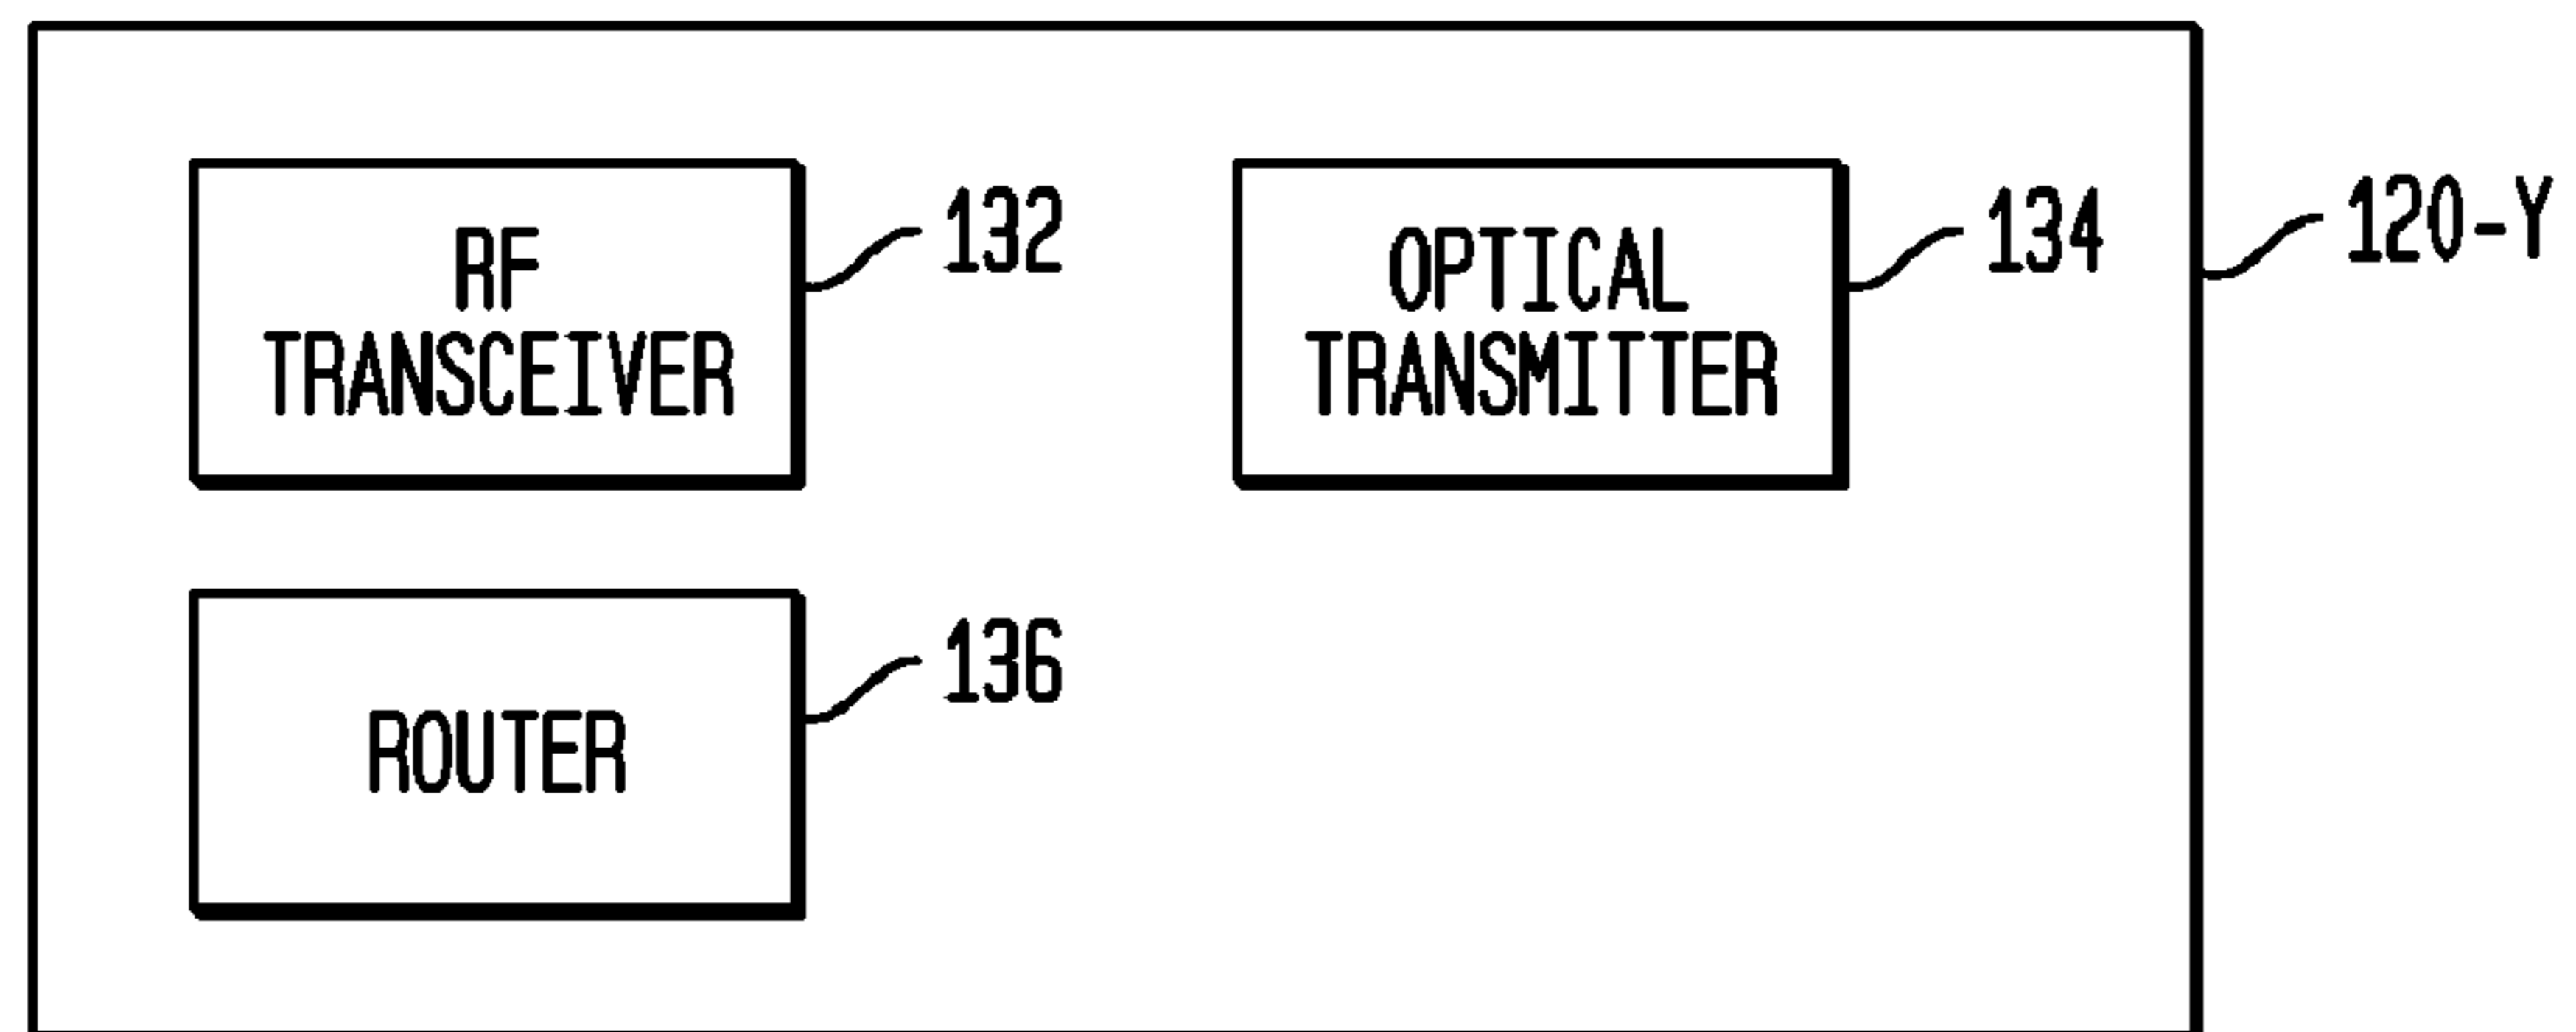 RF
TRANSCEIVER
132
OPTICAL
TRANSMITTER
134
120-Y
ROUTER
136